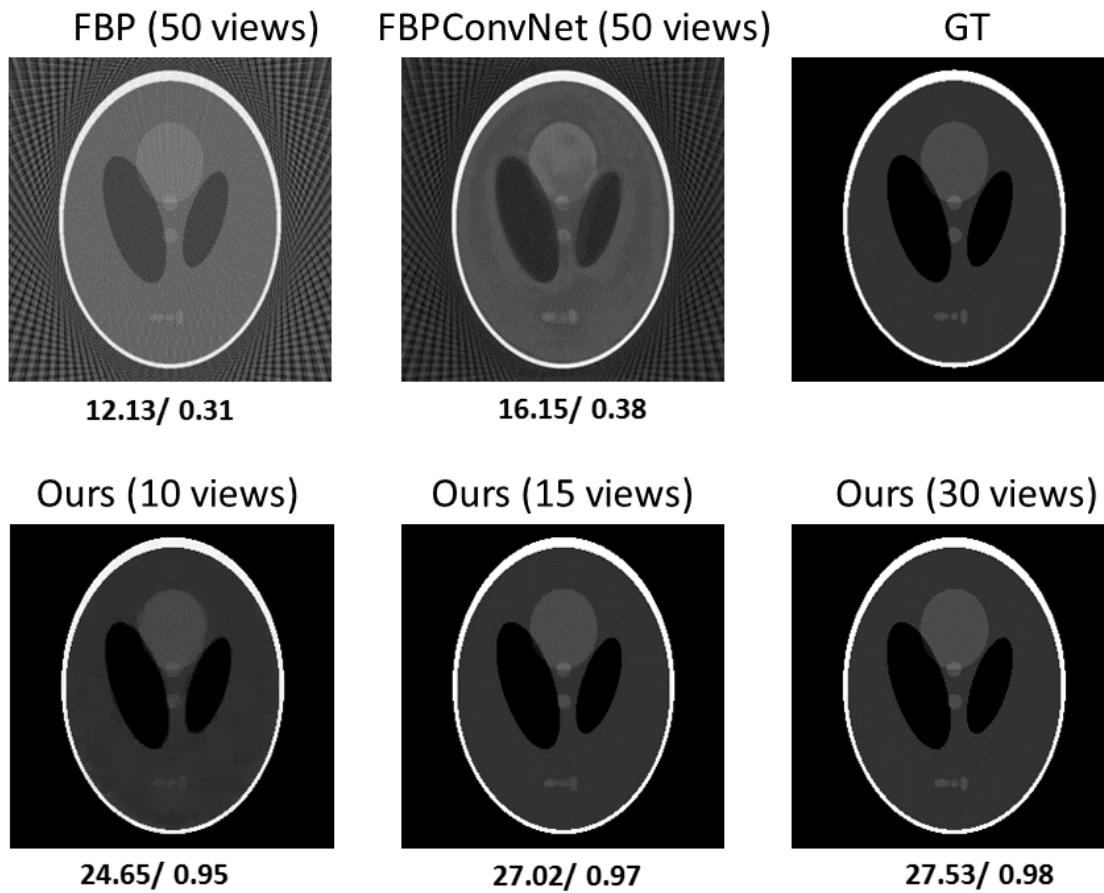 FBP (50 views)
FBPConvNet (50 views)
GT
12.13/ 0.31
16.15/ 0.38
Ours (10 views)
Ours (15 views)
Ours (30 views)
24.65/ 0.95
27.02/ 0.97
27.53/ 0.98